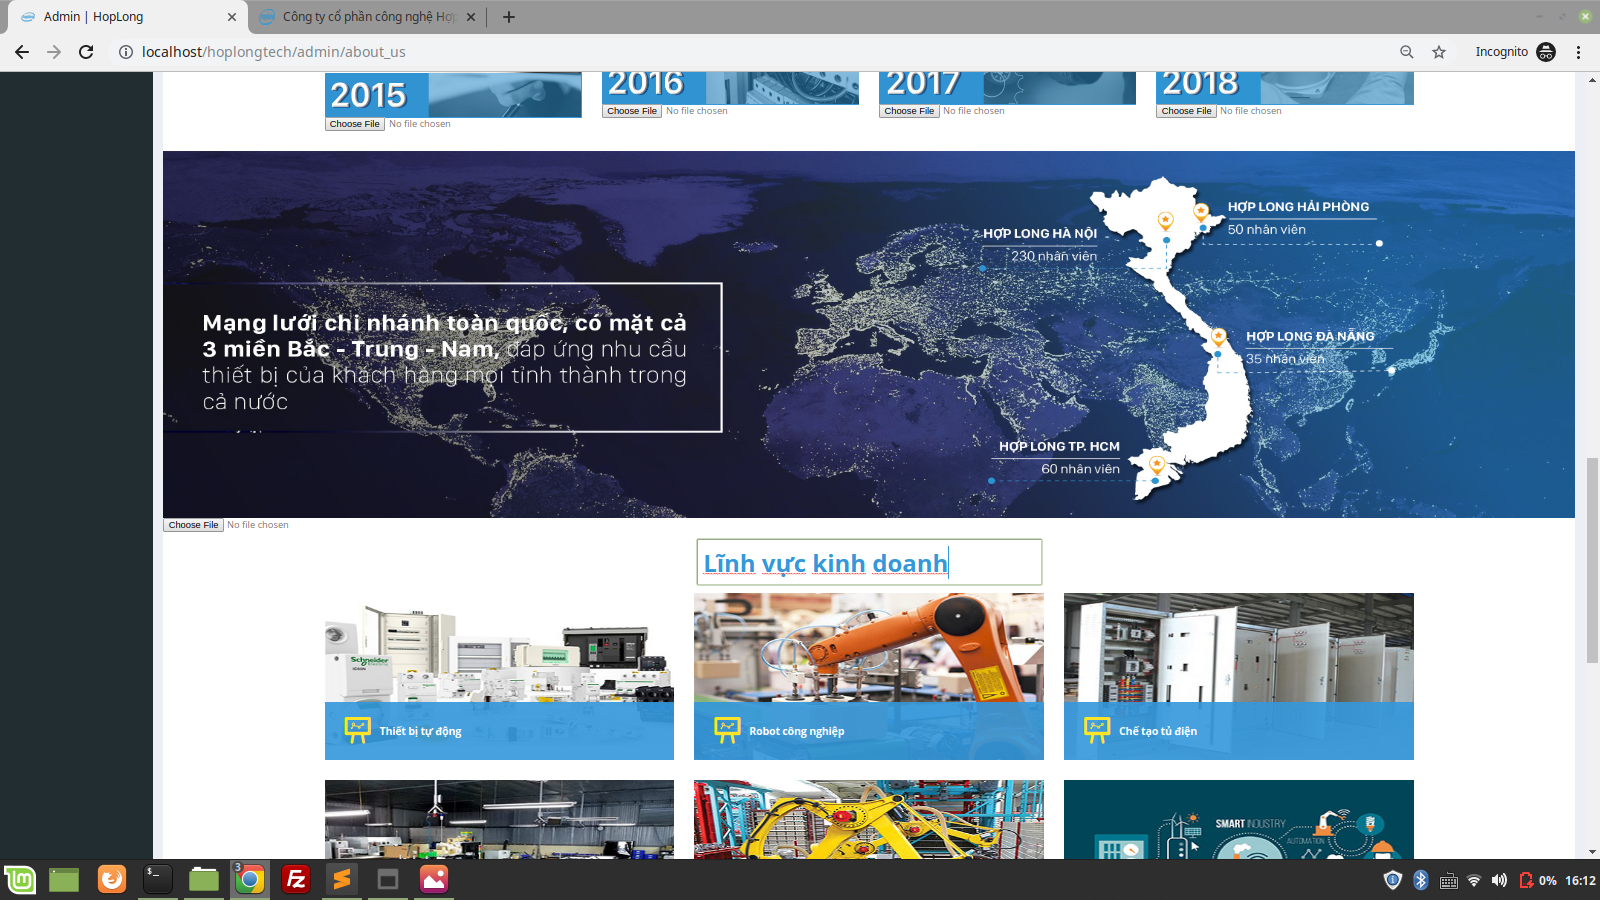 Admin | HopLong
Công ty cổ phần công nghệ Hợp
localhost/hoplongtech/admin/about_us
Incognito
2015
2016
2017
2018
Choose File No file chosen
Choose File No file chosen
Choose File No file chosen
Choose File No file chosen
HỢP LONG HẢI PHÒNG
50 nhân viên
HỢP LONG HÀ NỘI
230 nhân viên
Mạng lưới chi nhánh toàn quốc, có mặt cả
3 miền Bắc - Trung - Nam, đáp ứng nhu cầu
thiết bị của khách hàng mọi tỉnh thành trong
cả nước
HỢP LONG ĐÀ NẴNG
35 nhân viên
HỢP LONG TP. HCM
60 nhân viên
Choose File No file chosen
Lĩnh vực kinh doanh
Schneider
Thiết bị tự động
Robot công nghiệp
Chế tạo tủ điện
SMART INDUSTRY
AUTOMATION
3
0% 16:12